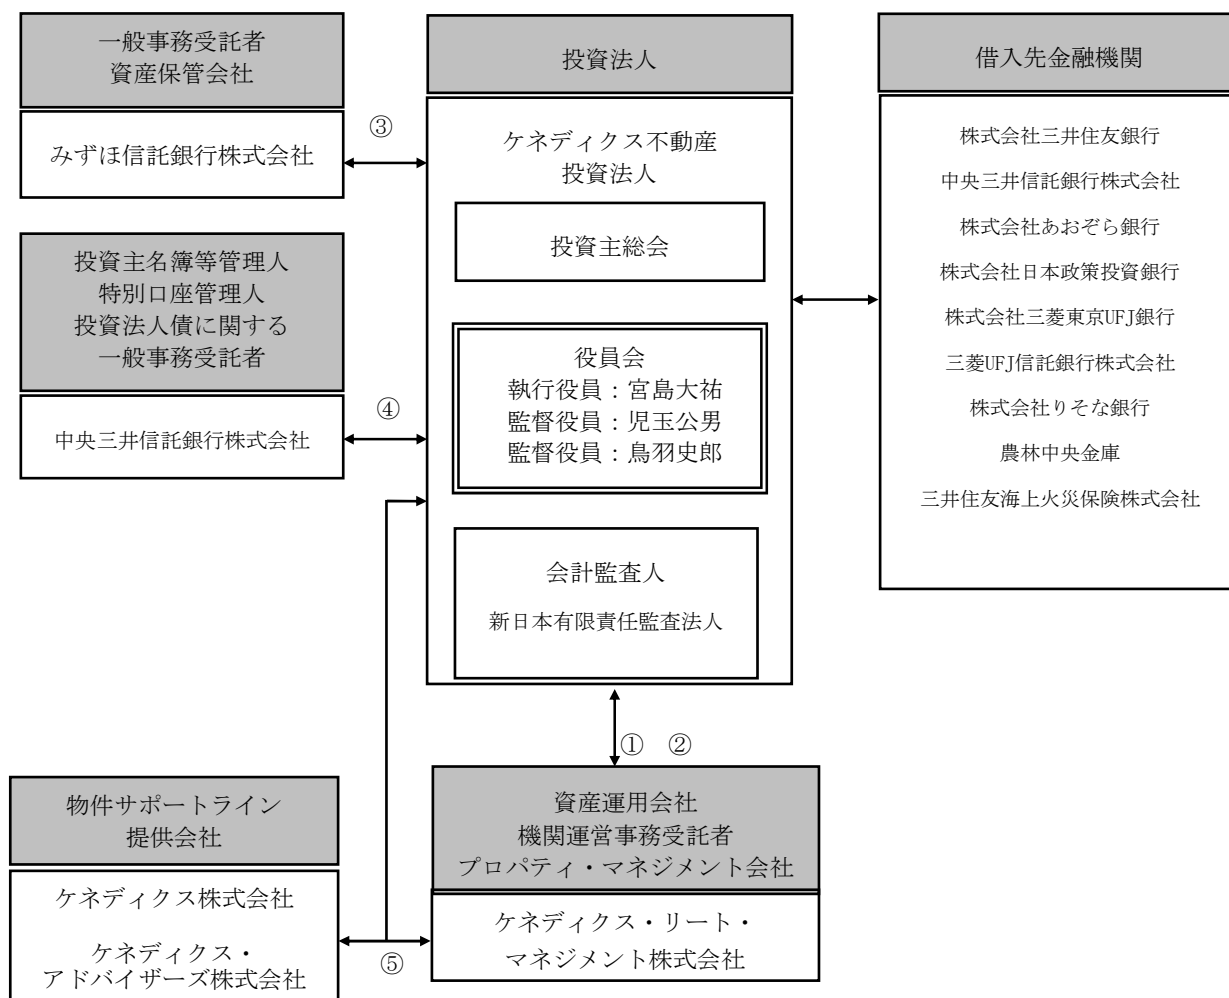 一般事務受託者
資産保管会社
みずほ信託銀行株式会社
③
投資主名簿等管理人
特別口座管理人
投資法人債に関する
一般事務受託者
中央三井信託銀行株式会社
④
投資法人
ケネディクス不動産
投資法人
投資主総会
役員会
執行役員：宮島大祐
監督役員：児玉公男
監督役員：鳥羽史郎
会計監査人
新日本有限責任監査法人
借入先金融機関
株式会社三井住友銀行
中央三井信託銀行株式会社
株式会社あおぞら銀行
株式会社日本政策投資銀行
株式会社三菱東京UFJ銀行
三菱UFJ信託銀行株式会社
株式会社りそな銀行
農林中央金庫
三井住友海上火災保険株式会社
① ②
物件サポートライン
提供会社
ケネディクス株式会社
ケネディクス・
アドバイザーズ株式会社
⑤
資産運用会社
機関運営事務受託者
プロパティ・マネジメント会社
ケネディクス・リート・
マネジメント株式会社